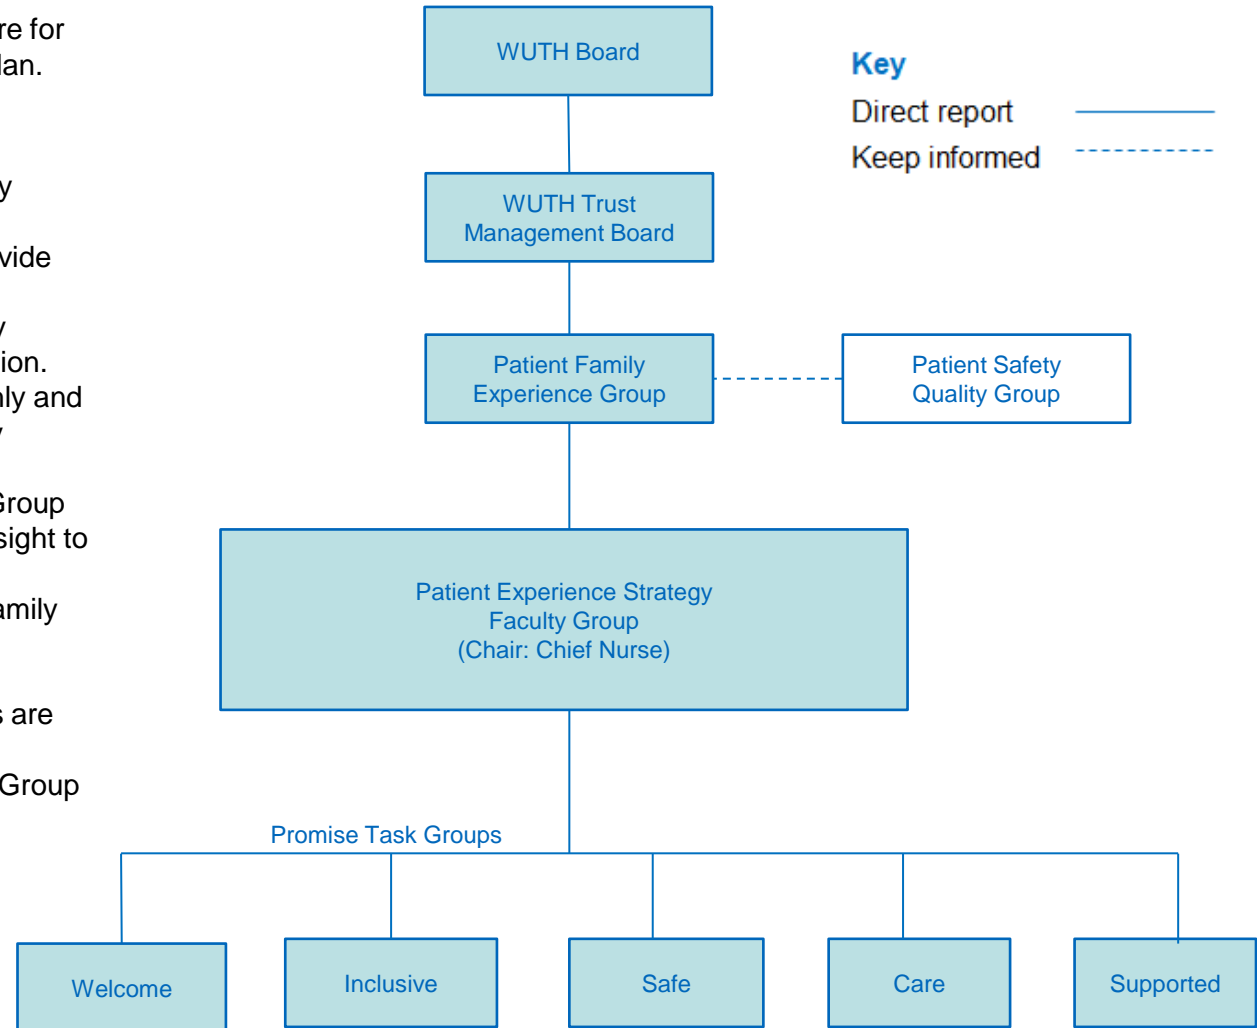 re for
lan.
y
vide
y
ion.
nly and
y
Group
sight to
amily
s are
Group
WUTH Board
Key
Direct report
Keep informed
WUTH Trust
Management Board
Patient Family
Experience Group
Patient Safety
Quality Group
Patient Experience Strategy
Faculty Group
(Chair: Chief Nurse)
Promise Task Groups
Welcome
Inclusive
Safe
Care
Supported